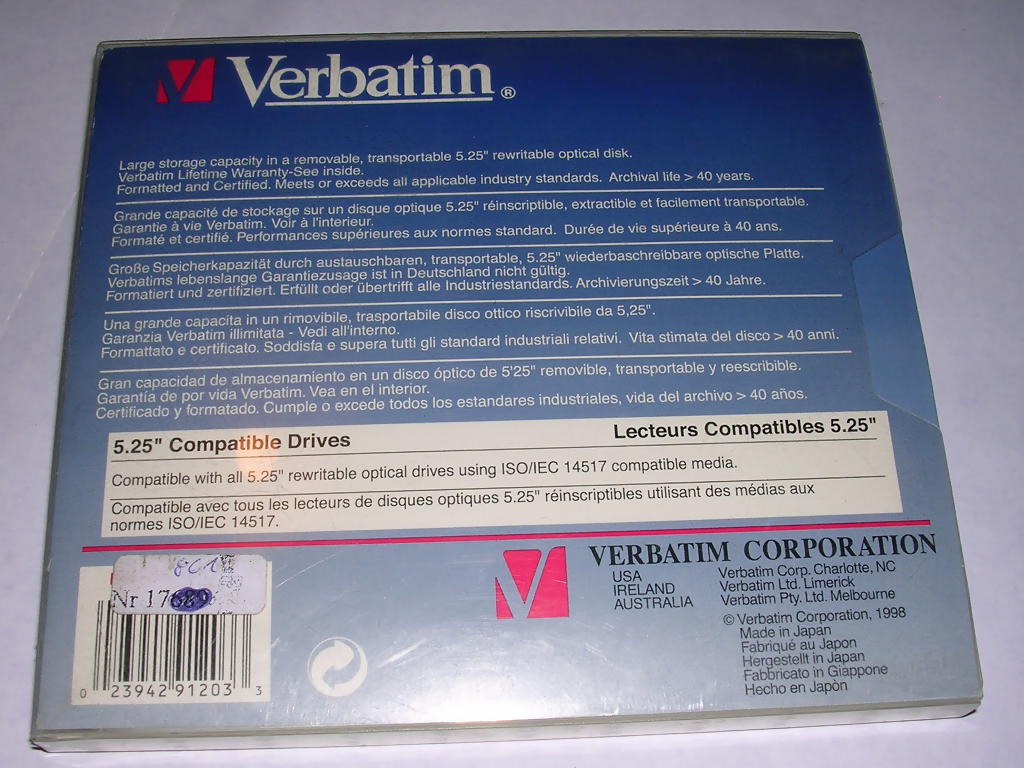 Verbatim®
Large storage capacity in a removable, transportable 5.25" rewritable optical disk.
Verbatim Lifetime Warranty-See inside.
Formatted and Certified. Meets or exceeds all applicable industry standards. Archival life > 40 years.
Grande capacité de stockage sur un disque optique 5.25" réinscriptible, extractible et facilement transportable.
Garantie à vie Verbatim. Voir à l'interieur.
Formaté et certifié. Performances supérieures aux normes standard. Durée de vie supérieure à 40 ans.
Große Speicherkapazität durch austauschbaren, transportable, 5.25" wiederbaschreibbare optische Platte.
Verbatims lebenslange Garantiezusage ist in Deutschland nicht gültig.
Formatiert und zertifiziert. Erfüllt oder übertrifft alle Industriestandards. Archivierungszeit > 40 Jahre.
Una grande capacita in un rimovibile, trasportabile disco ottico riscrivibile da 5,25".
Garanzia Verbatim illimitata - Vedi all'interno.
Formattato e certificato. Soddisfa e supera tutti gli standard industriali relativi. Vita stimata del disco > 40 anni.
Gran capacidad de almacenamiento en un disco óptico de 5'25" removible, transportable y reescribible.
Garantía de por vida Verbatim. Vea en el interior.
Certificado y formatado. Cumple o excede todos los estandares industriales, vida del archivo > 40 años.
5.25" Compatible Drives
Lecteurs Compatibles 5.25"
Compatible with all 5.25" rewritable optical drives using ISO/IEC 14517 compatible media.
Compatible avec tous les lecteurs de disques optiques 5.25" réinscriptibles utilisant des médias aux
normes ISO/IEC 14517.
VERBATIM CORPORATION
USA Verbatim Corp. Charlotte, NC
IRELAND Verbatim Ltd. Limerick
AUSTRALIA Verbatim Pty. Ltd. Melbourne
© Verbatim Corporation, 1998
Made in Japan
Fabriqué au Japon
Hergestellt in Japan
Fabbricato in Giappone
Hecho en Japòn
Nr 17689
0 23942 91203 3